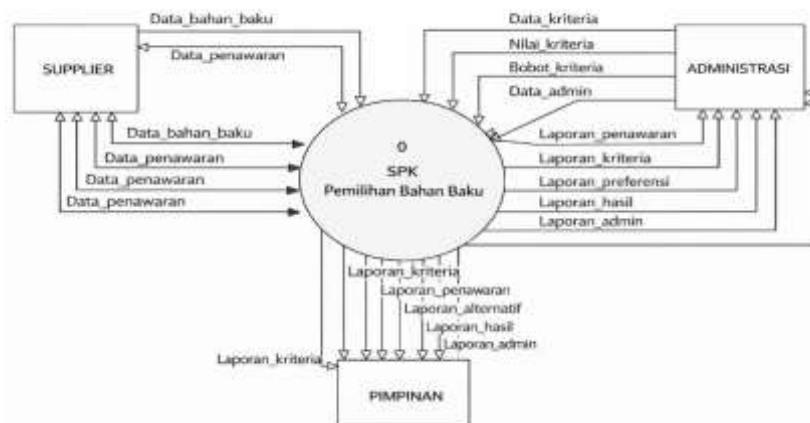 Data_bahan_baku
Data_kriteria
Nilai_kriteria
SUPPLIER
Data_penawaran
Bobot_kriteria
ADMINISTRASI
Data_admin
Data_bahan_baku
Laporan_penawaran
0
Data_penawaran
Laporan_kriteria
SPK
Data_penawaran
Laporan_preferensi
Pemilihan Bahan Baku
Data_penawaran
Laporan_hasil
Laporan_admin
Laporan_kriteria
Laporan_penawaran
Laporan_alternatif
Laporan_hasil
Laporan_admin
Laporan_kriteria
PIMPINAN